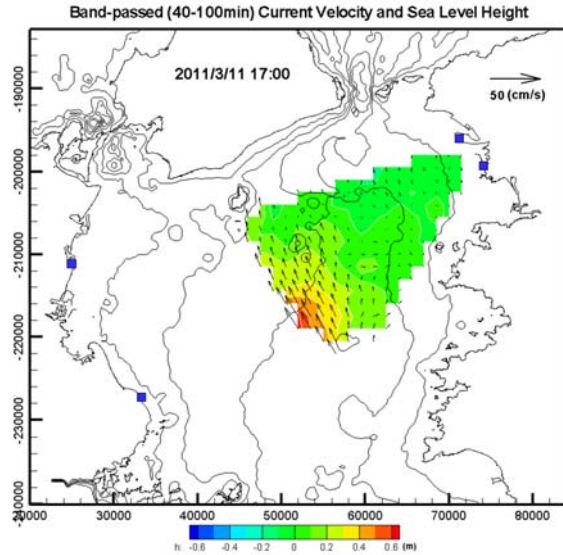 Band-passed (40-100min) Current Velocity and Sea Level Height
2011/3/11 17:00
50 (cm/s)
-190000
-200000
-210000
-220000
-230000
-240000
20000 30000 40000 50000 60000 70000 80000
h: -0.6 -0.4 -0.2 0 0.2 0.4 0.6 (m)